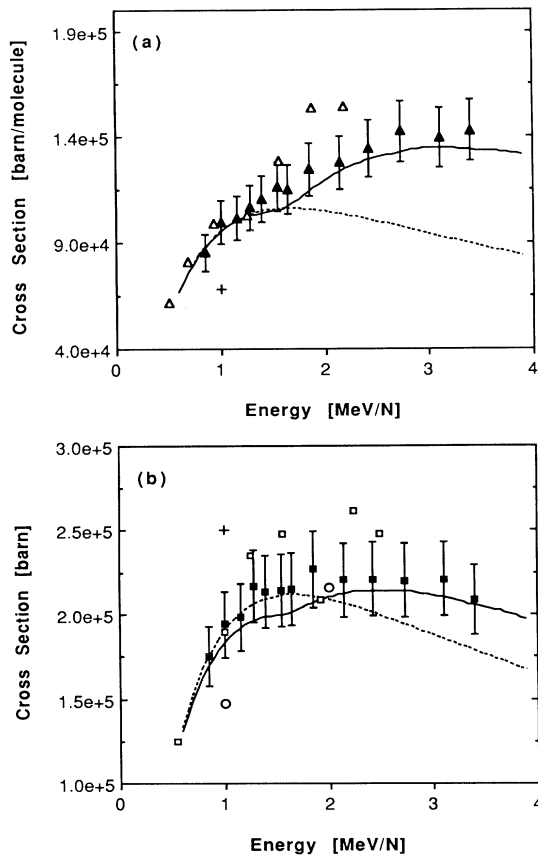 (a)
Cross Section [barn/molecule]
1.9e+5
1.4e+5
9.0e+4
4.0e+4
0 1 2 3 4
Energy [MeV/N]
(b)
Cross Section [barn]
3.0e+5
2.5e+5
2.0e+5
1.5e+5
1.0e+5
0 1 2 3 4
Energy [MeV/N]